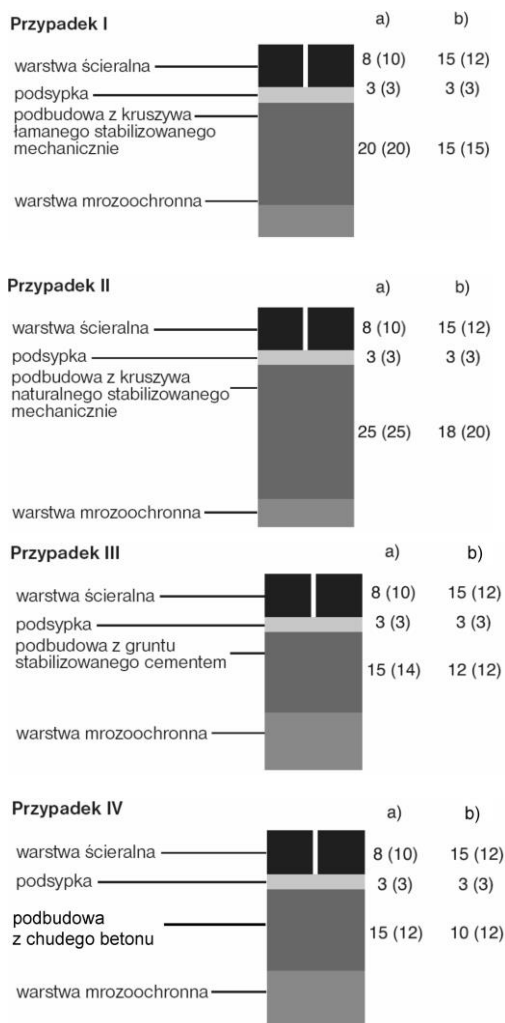 Przypadek I
a) b)
warstwa ścieralna 8 (10) 15 (12)
podsypka 3 (3) 3 (3)
podbudowa z kruszywa
łamanego stabilizowanego
mechanicznie 20 (20) 15 (15)
warstwa mrozoochronna
Przypadek II
a) b)
warstwa ścieralna 8 (10) 15 (12)
podsypka 3 (3) 3 (3)
podbudowa z kruszywa
naturalnego stabilizowanego
mechanicznie
25 (25) 18 (20)
warstwa mrozoochronna
Przypadek III a) b)
warstwa ścieralna 8 (10) 15 (12)
podsypka 3 (3) 3 (3)
podbudowa z gruntu
stabilizowanego cementem 15 (14) 12 (12)
warstwa mrozoochronna
Przypadek IV a) b)
warstwa ścieralna 8 (10) 15 (12)
podsypka 3 (3) 3 (3)
podbudowa
z chudego betonu 15 (12) 10 (12)
warstwa mrozoochronna